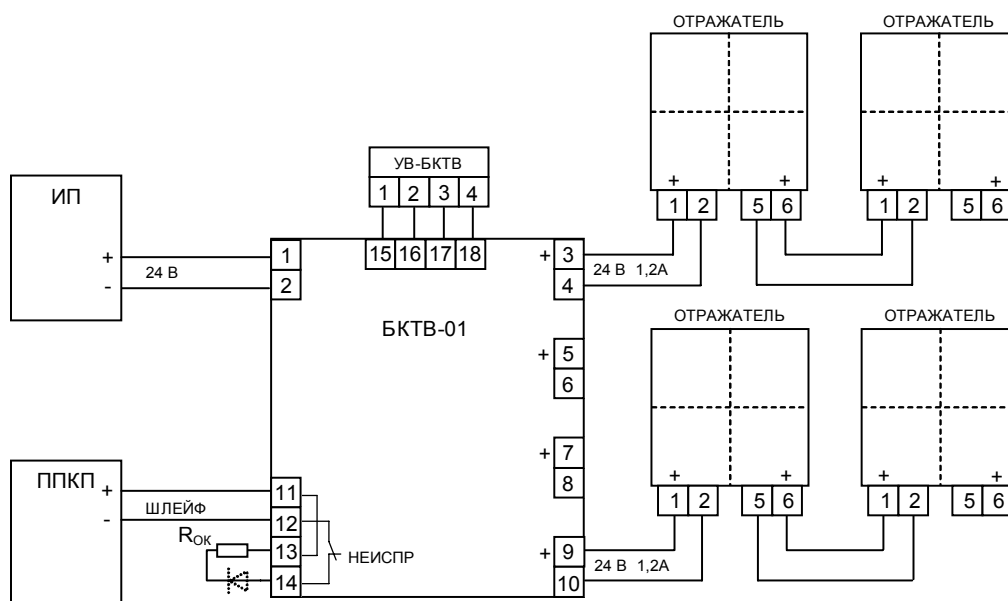 ОТРАЖАТЕЛЬ ОТРАЖАТЕЛЬ
+ + + +
1 2 5 6 1 2 5 6
УВ-БКТВ
1 2 3 4
15 16 17 18
ИП
+
24 В
-
1
2
БКТВ-01
+ 3
24 В 1,2А
4
+ 5
6
+ 7
8
+ 9
24 В 1,2А
10
ОТРАЖАТЕЛЬ ОТРАЖАТЕЛЬ
+ + + +
1 2 5 6 1 2 5 6
ППКП
+
ШЛЕЙФ
-
11
12
RОК
13
14
НЕИСПР